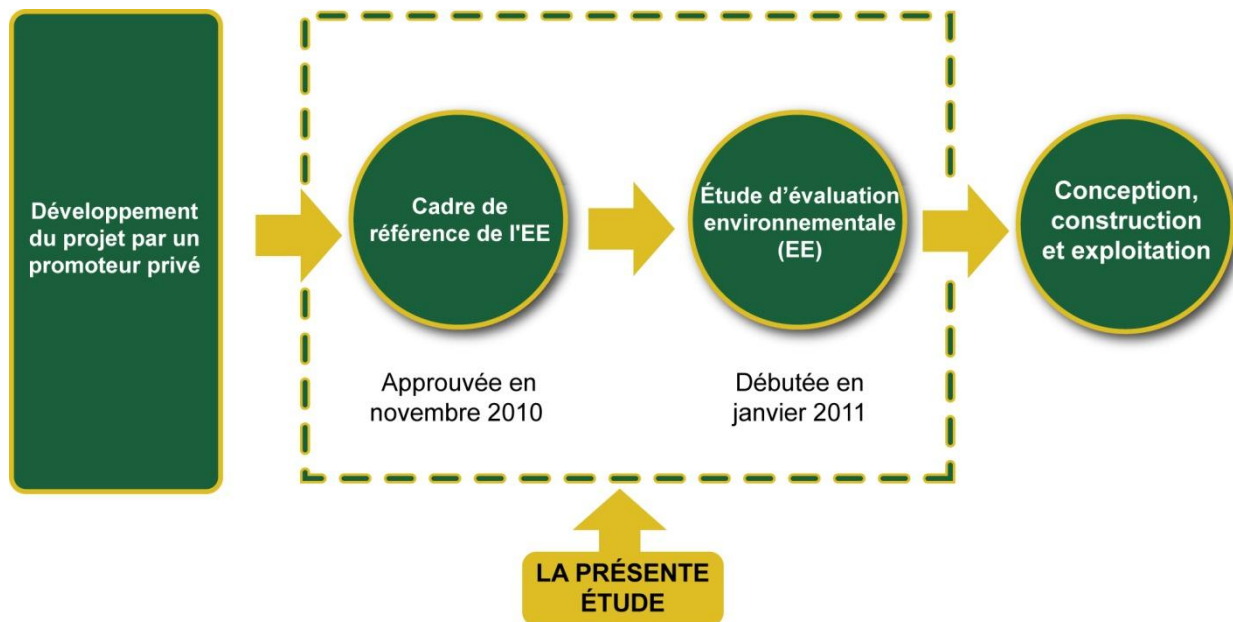 Développement
du projet par un
promoteur privé
Cadre de
référence de l'EE
Approuvée en
novembre 2010
Étude d’évaluation
environnementale
(EE)
Débutée en
janvier 2011
Conception,
construction
et exploitation
LA PRÉSENTE
ÉTUDE